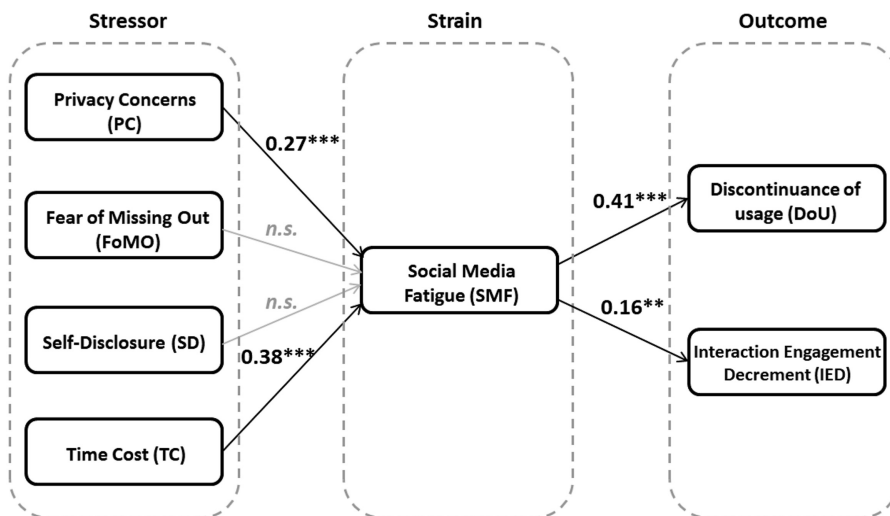 Stressor
Strain
Outcome
Privacy Concerns
(PC)
0.27***
Fear of Missing Out
(FoMO)
n.s.
Self-Disclosure (SD)
n.s.
0.38***
Time Cost (TC)
Social Media
Fatigue (SMF)
0.41***
0.16**
Discontinuance of
usage (DoU)
Interaction Engagement
Decrement (IED)